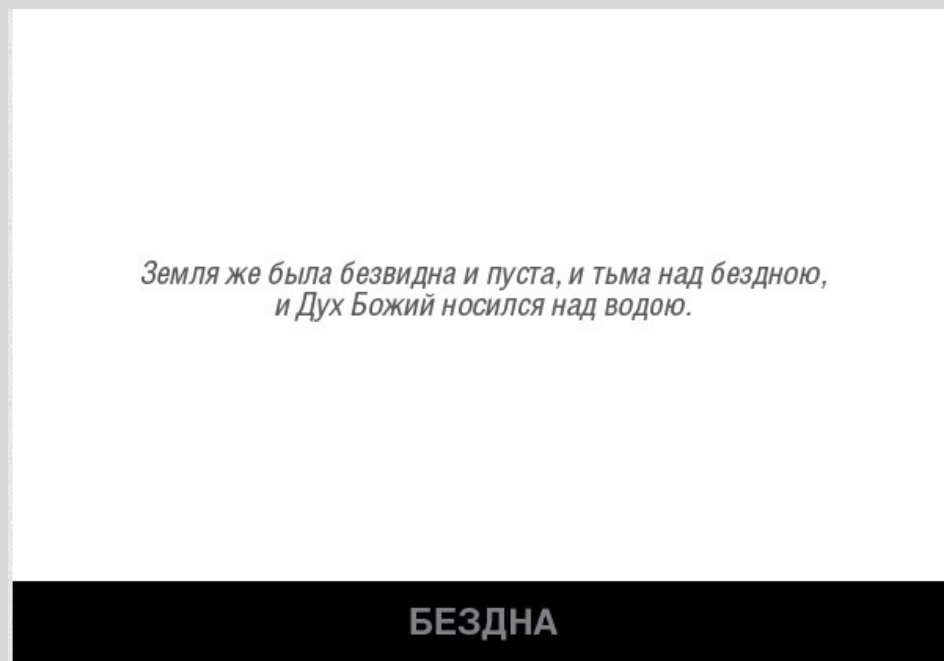 Земля же была безвидна и пуста, и тьма над бездною,
и Дух Божий носился над водою.
БЕЗДНА